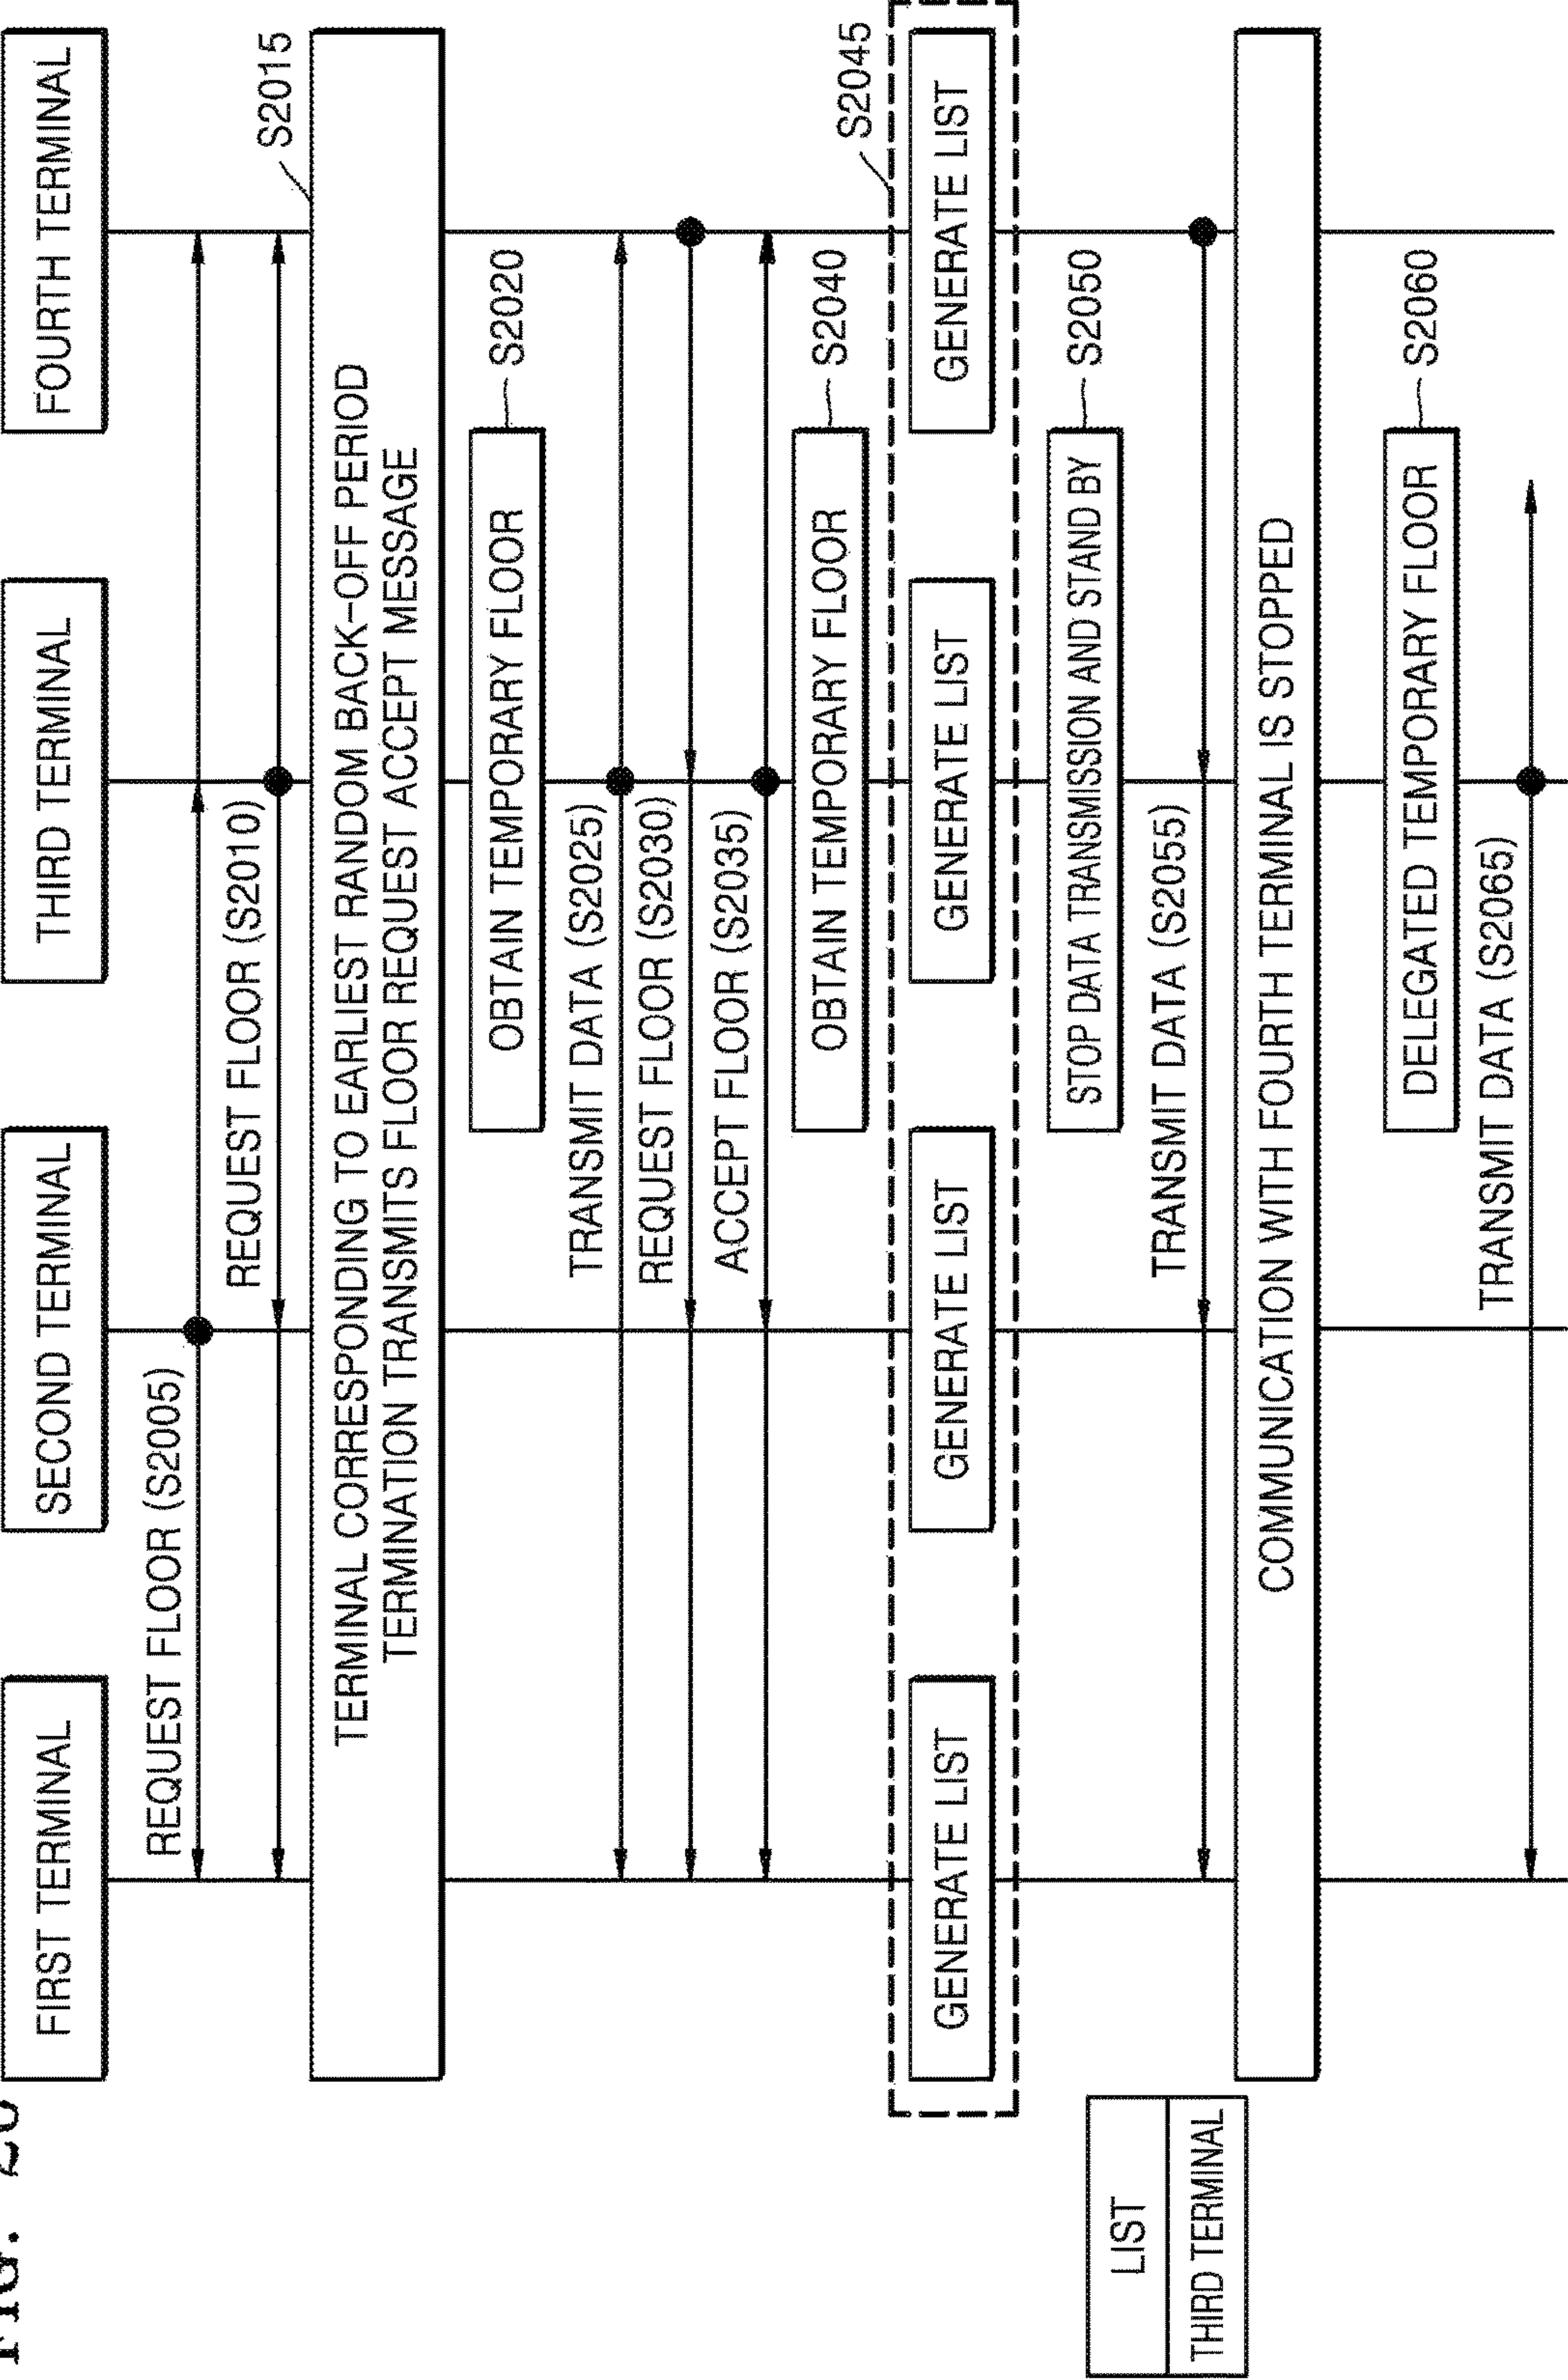 FIG. 20
FIRST TERMINAL
SECOND TERMINAL
THIRD TERMINAL
FOURTH TERMINAL
REQUEST FLOOR (S2005)
REQUEST FLOOR (S2010)
S2015
TERMINAL CORRESPONDING TO EARLIEST RANDOM BACK-OFF PERIOD
TERMINATION TRANSMITS FLOOR REQUEST ACCEPT MESSAGE
OBTAIN TEMPORARY FLOOR
S2020
TRANSMIT DATA (S2025)
REQUEST FLOOR (S2030)
ACCEPT FLOOR (S2035)
OBTAIN TEMPORARY FLOOR
S2040
S2045
GENERATE LIST
GENERATE LIST
GENERATE LIST
GENERATE LIST
LIST
THIRD TERMINAL
STOP DATA TRANSMISSION AND STAND BY
S2050
TRANSMIT DATA (S2055)
COMMUNICATION WITH FOURTH TERMINAL IS STOPPED
DELEGATED TEMPORARY FLOOR
S2060
TRANSMIT DATA (S2065)